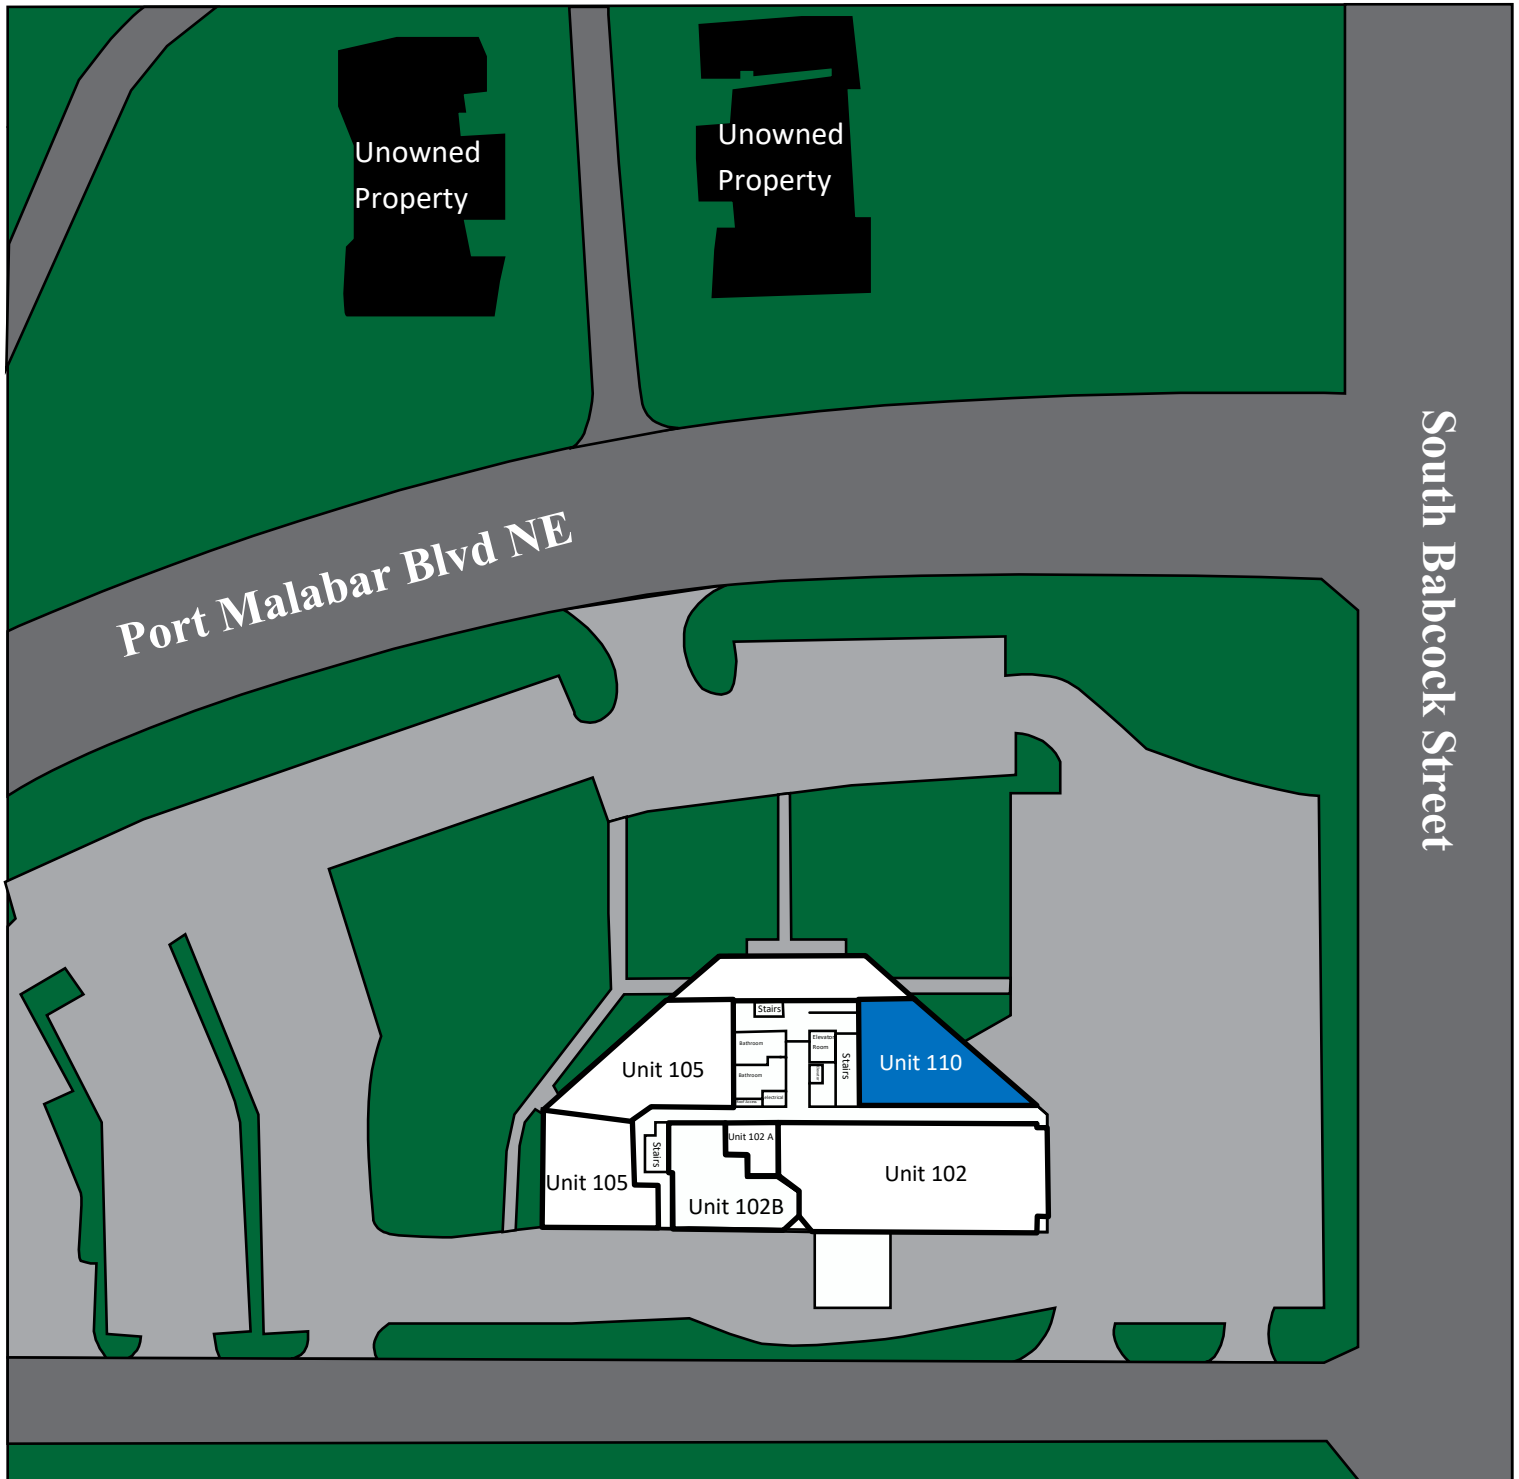 Unowned
Property
Unowned
Property
South Babcock Street
Port Malabar Blvd NE
Stairs
Bathroom
Elevator
Room
Stairs
Unit 105
Unit 110
Bathroom
electrical
Stairs
Unit 102 A
Unit 105
Unit 102B
Unit 102